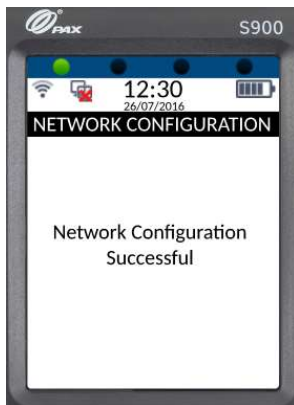 PAX S900
12:30
26/07/2016
NETWORK CONFIGURATION
Network Configuration
Successful